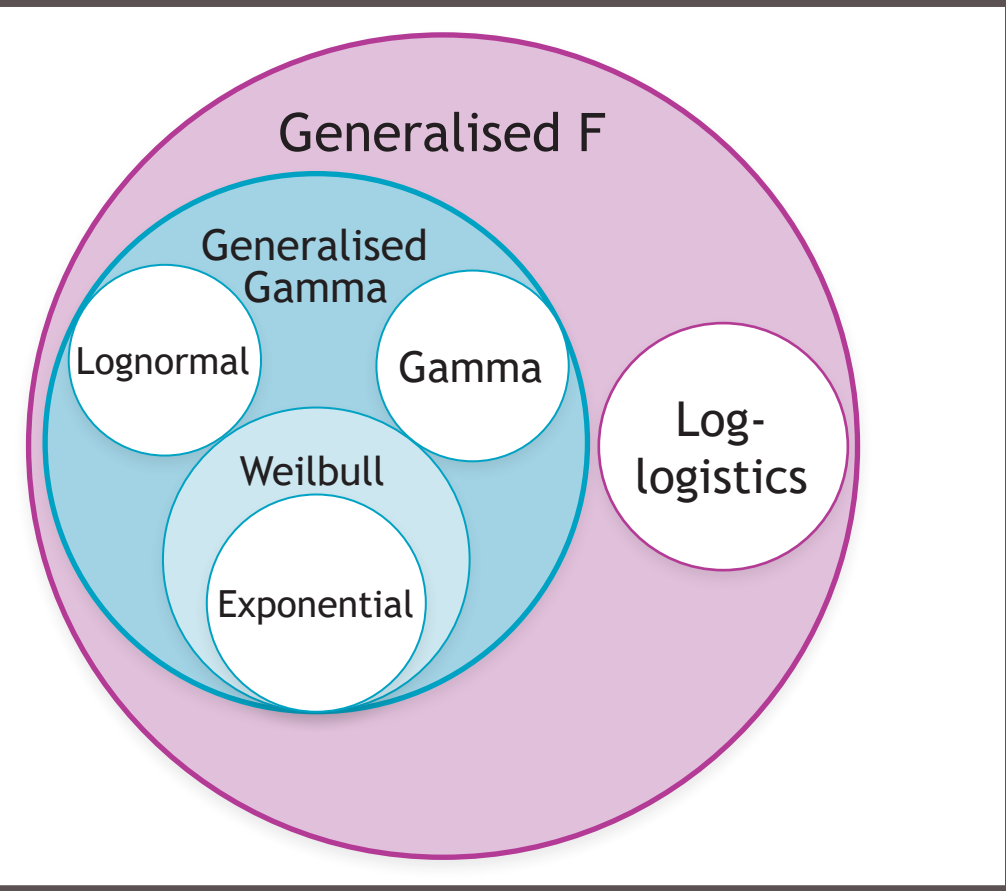 Generalised F
Generalised
Gamma
Lognormal
Gamma
Log-
logistics
Weilbull
Exponential